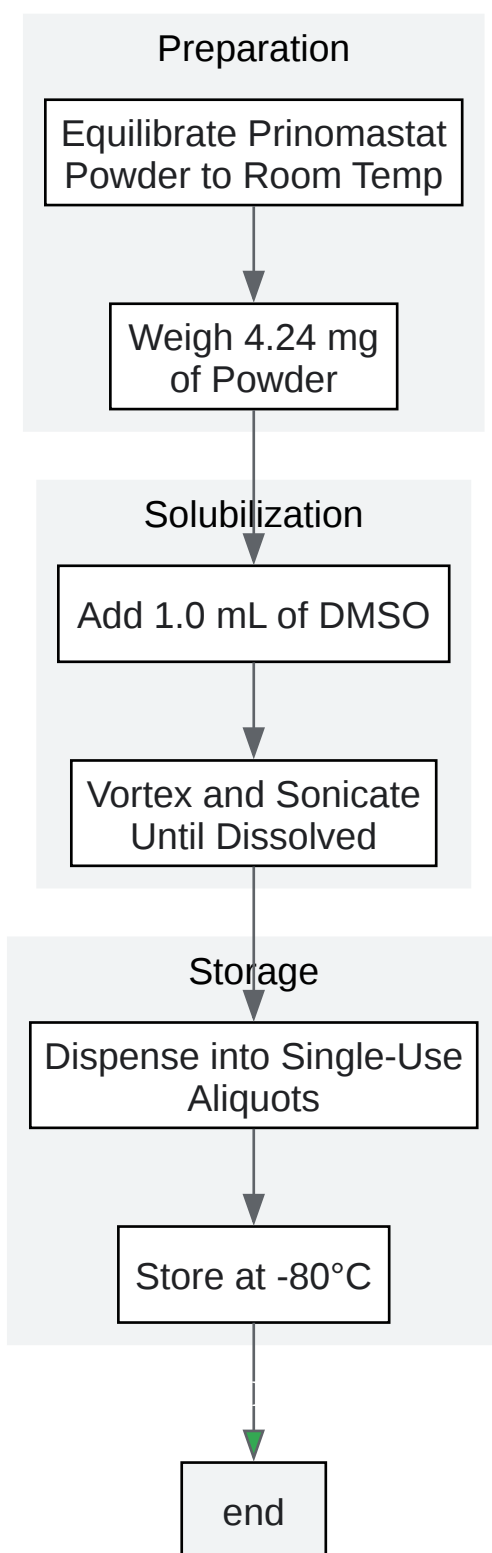 Preparation
Equilibrate Prinomastat
Powder to Room Temp
Weigh 4.24 mg
of Powder
Solubilization
Add 1.0 mL of DMSO
Vortex and Sonicate
Until Dissolved
Storage
Dispense into Single-Use
Aliquots
Store at -80°C
end